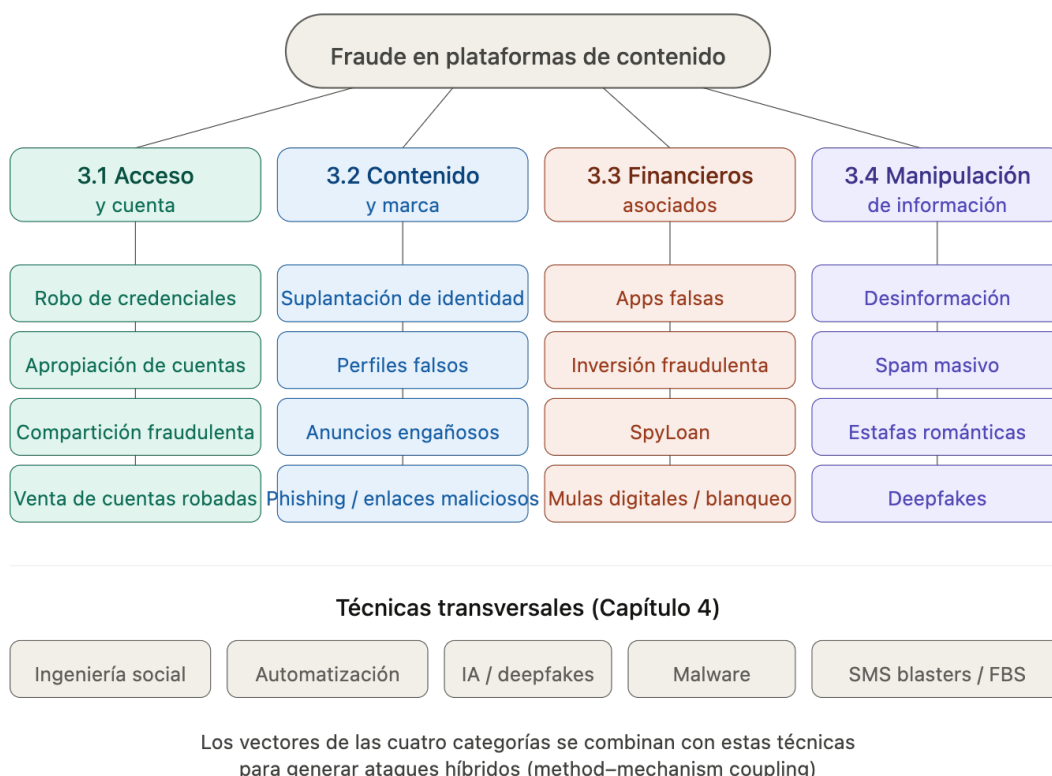 Fraude en plataformas de contenido
3.1 Acceso
y cuenta
3.2 Contenido
y marca
3.3 Financieros
asociados
3.4 Manipulación
de información
Robo de credenciales
Apropiación de cuentas
Compartición fraudulenta
Venta de cuentas robadas
Suplantación de identidad
Perfiles falsos
Anuncios engañosos
Phishing / enlaces maliciosos
Apps falsas
Inversión fraudulenta
SpyLoan
Mulas digitales / blanqueo
Desinformación
Spam masivo
Estafas románticas
Deepfakes
Técnicas transversales (Capítulo 4)
Ingeniería social
Automatización
IA / deepfakes
Malware
SMS blasters / FBS
Los vectores de las cuatro categorías se combinan con estas técnicas
para generar ataques híbridos (method–mechanism coupling)